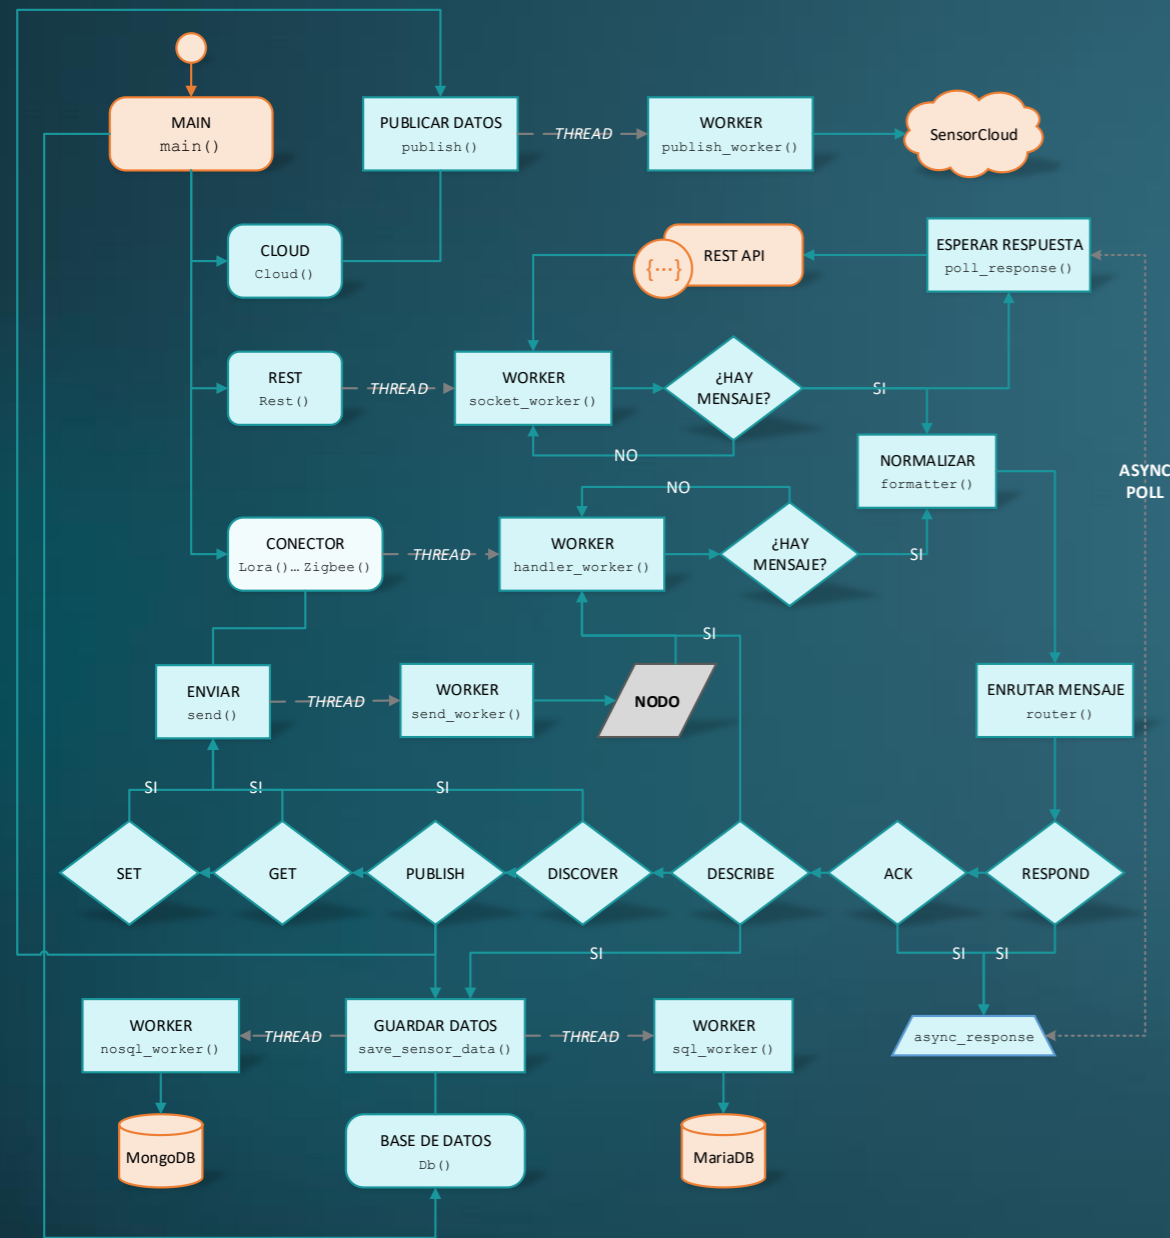 MAIN
main()
PUBLICAR DATOS
publish()
THREAD
WORKER
publish_worker()
SensorCloud
CLOUD
Cloud()
{...}
REST API
ESPERAR RESPUESTA
poll_response()
REST
Rest()
THREAD
WORKER
socket_worker()
¿HAY
MENSAJE?
SI
NO
NORMALIZAR
formatter()
ASYNC
POLL
NO
CONECTOR
Lora()… Zigbee()
THREAD
WORKER
handler_worker()
¿HAY
MENSAJE?
SI
SI
ENVIAR
send()
THREAD
WORKER
send_worker()
NODO
ENRUTAR MENSAJE
router()
SI
SI
SI
SET
GET
PUBLISH
DISCOVER
DESCRIBE
ACK
RESPOND
SI
SI
SI
WORKER
nosql_worker()
THREAD
GUARDAR DATOS
save_sensor_data()
THREAD
WORKER
sql_worker()
async_response
MongoDB
BASE DE DATOS
Db()
MariaDB